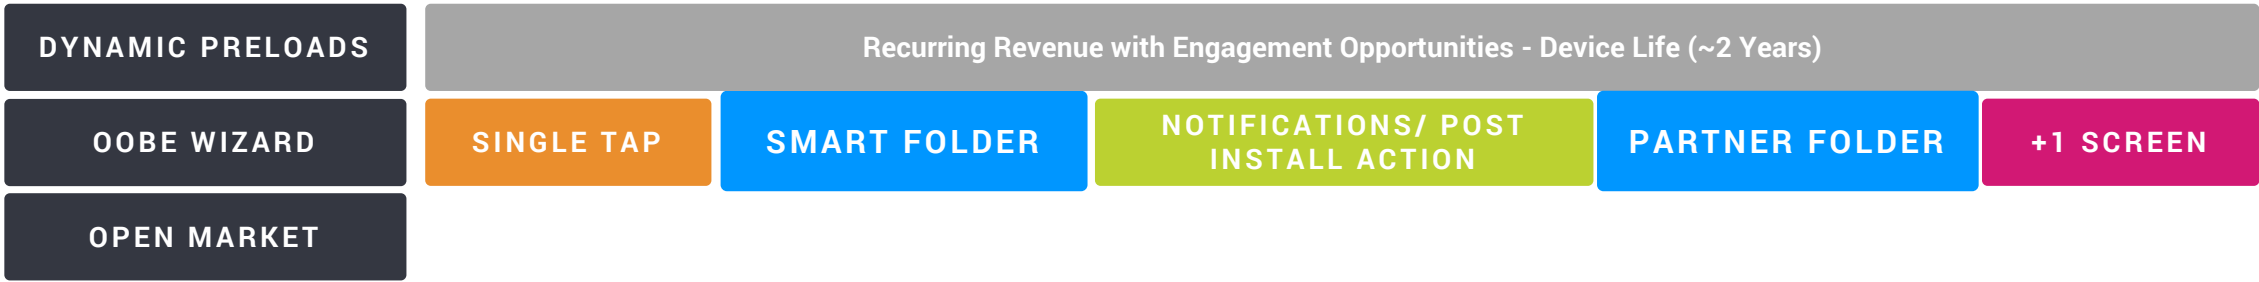 DYNAMIC PRELOADS
Recurring Revenue with Engagement Opportunities - Device Life (~2 Years)
OOBE WIZARD
SINGLE TAP
SMART FOLDER
NOTIFICATIONS/ POST
INSTALL ACTION
PARTNER FOLDER
+1 SCREEN
OPEN MARKET